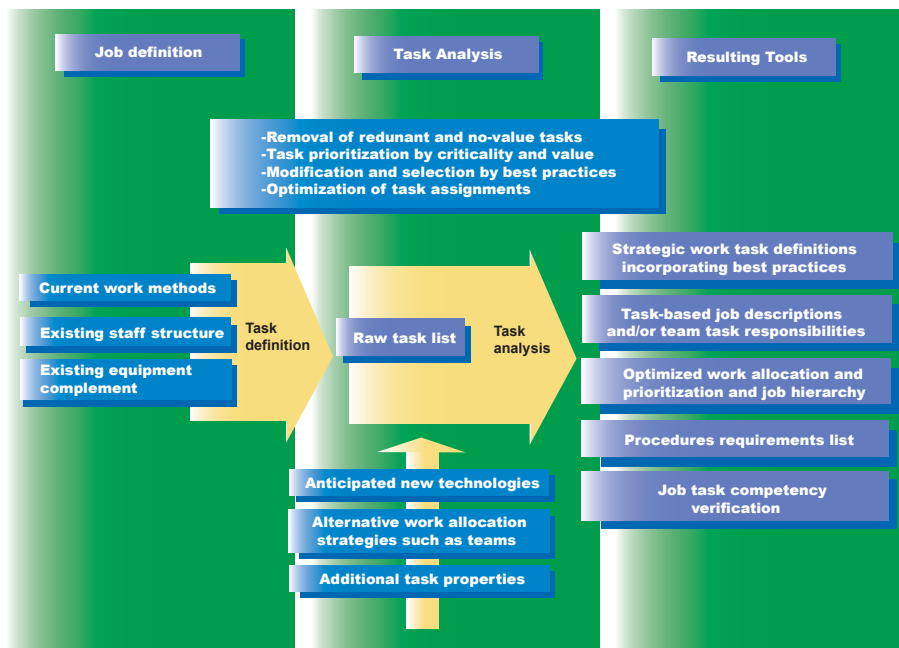 Job definition
Task Analysis
Resulting Tools
-Removal of redunant and no-value tasks
-Task prioritization by criticality and value
-Modification and selection by best practices
-Optimization of task assignments
Current work methods
Existing staff structure
Existing equipment
complement
Task
definition
Raw task list
Task
analysis
Anticipated new technologies
Alternative work allocation
strategies such as teams
Additional task properties
Strategic work task definitions
incorporating best practices
Task-based job descriptions
and/or team task responsibilities
Optimized work allocation and
prioritization and job hierarchy
Procedures requirements list
Job task competency
verification